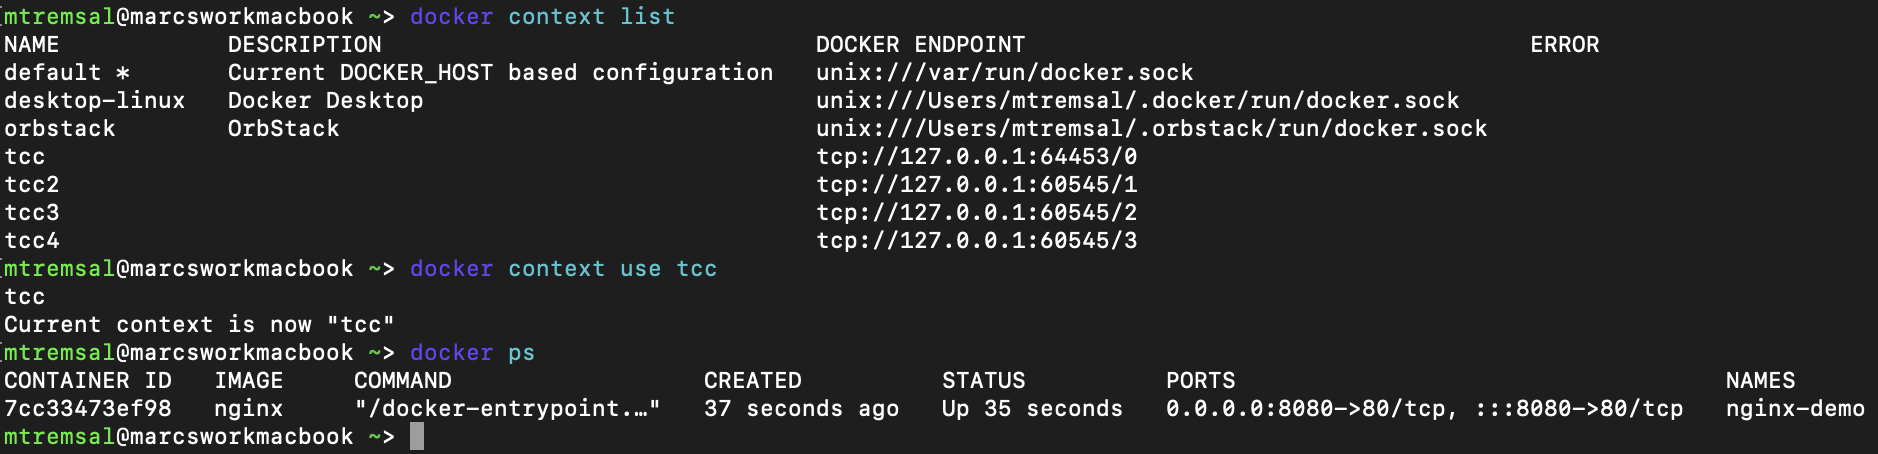 mtremsal@marcsworkmacbook ~> docker context list
NAME            DESCRIPTION                               DOCKER ENDPOINT                                    ERROR
default *       Current DOCKER_HOST based configuration   unix:///var/run/docker.sock
desktop-linux   Docker Desktop                            unix:///Users/mtremsal/.docker/run/docker.sock
orbstack        OrbStack                                  unix:///Users/mtremsal/.orbstack/run/docker.sock
tcc                                                       tcp://127.0.0.1:64453/0
tcc2                                                      tcp://127.0.0.1:60545/1
tcc3                                                      tcp://127.0.0.1:60545/2
tcc4                                                      tcp://127.0.0.1:60545/3
mtremsal@marcsworkmacbook ~> docker context use tcc
tcc
Current context is now "tcc"
mtremsal@marcsworkmacbook ~> docker ps
CONTAINER ID   IMAGE     COMMAND                  CREATED          STATUS          PORTS                                   NAMES
7cc33473ef98   nginx     "/docker-entrypoint.…"   37 seconds ago   Up 35 seconds   0.0.0.0:8080->80/tcp, :::8080->80/tcp   nginx-demo
mtremsal@marcsworkmacbook ~>